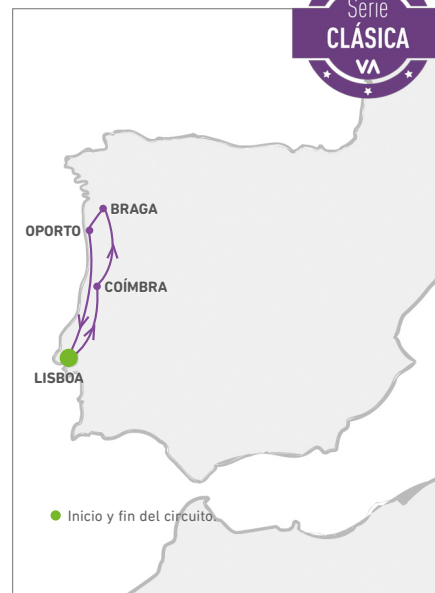 Serie
CLÁSICA
VA
BRAGA
OPORTO
COÍMBRA
LISBOA
Inicio y fin del circuito.